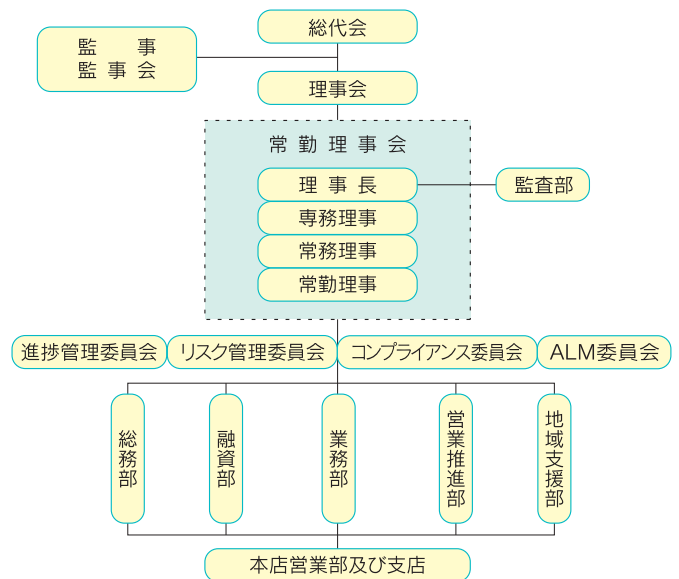 総代会
監事
監事会
理事会
常勤理事会
理事長
監査部
専務理事
常務理事
常勤理事
進捗管理委員会
リスク管理委員会
コンプライアンス委員会
ALM委員会
総務部
融資部
業務部
営業推進部
地域支援部
本店営業部及び支店